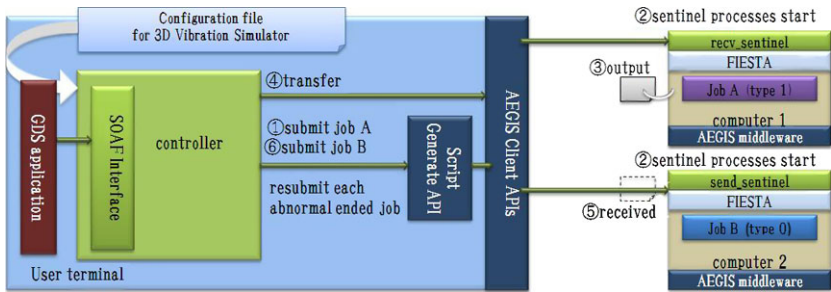 Configuration file
for 3D Vibration Simulator
GDS application
SOAF Interface
controller
④transfer
①submit job A
⑥submit job B
resubmit each
abnormal ended job
Script
Generate API
AEGIS Client APIs
User terminal
②sentinel processes start
recv_sentinel
FIESTA
③output
Job A (type 1)
computer 1
AEGIS middleware
②sentinel processes start
send_sentinel
FIESTA
⑤received
Job B (type 0)
computer 2
AEGIS middleware